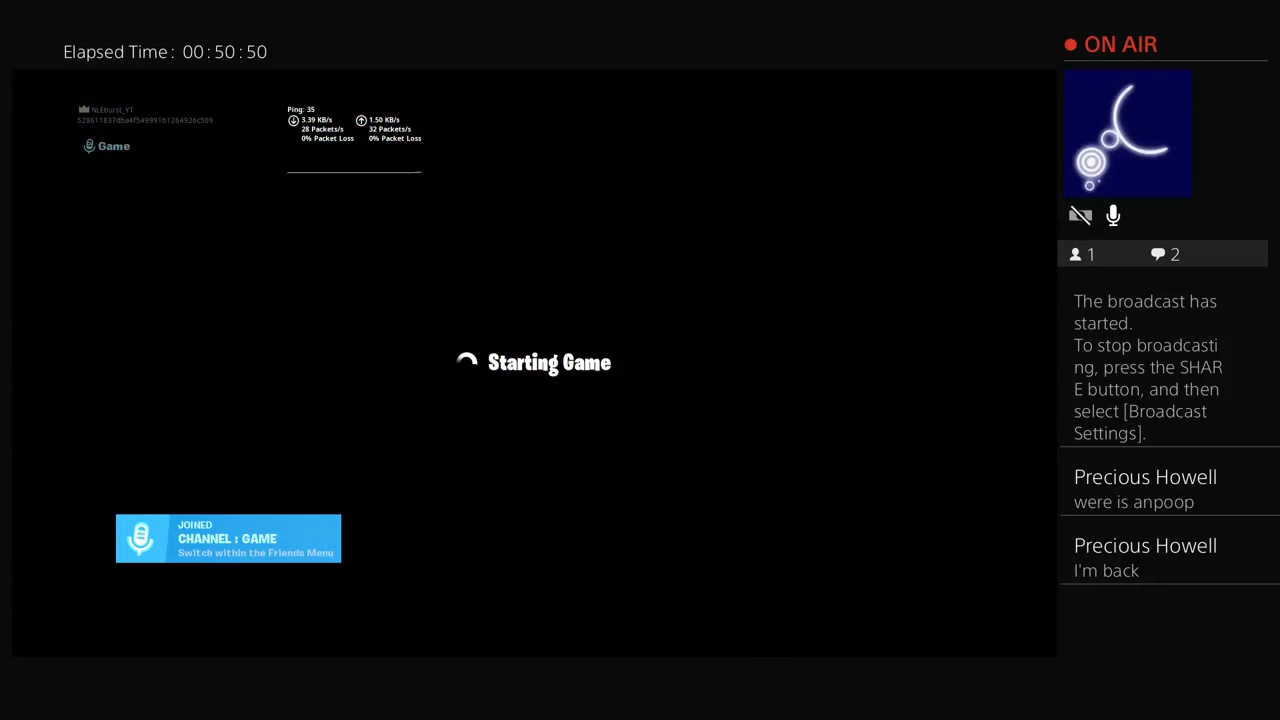 Elapsed Time: 00:50:50
ON AIR
NLEburst_YT
528611837dba4f549991b1264926c509
Game
Ping: 35
3.39 KB/s 1.50 KB/s
28 Packets/s 32 Packets/s
0% Packet Loss 0% Packet Loss
1 2
The broadcast has
started.
To stop broadcasti
ng, press the SHAR
E button, and then
select [Broadcast
Settings].
Starting Game
Precious Howell
were is anpoop
JOINED
CHANNEL : GAME
Switch within the Friends Menu
Precious Howell
I'm back